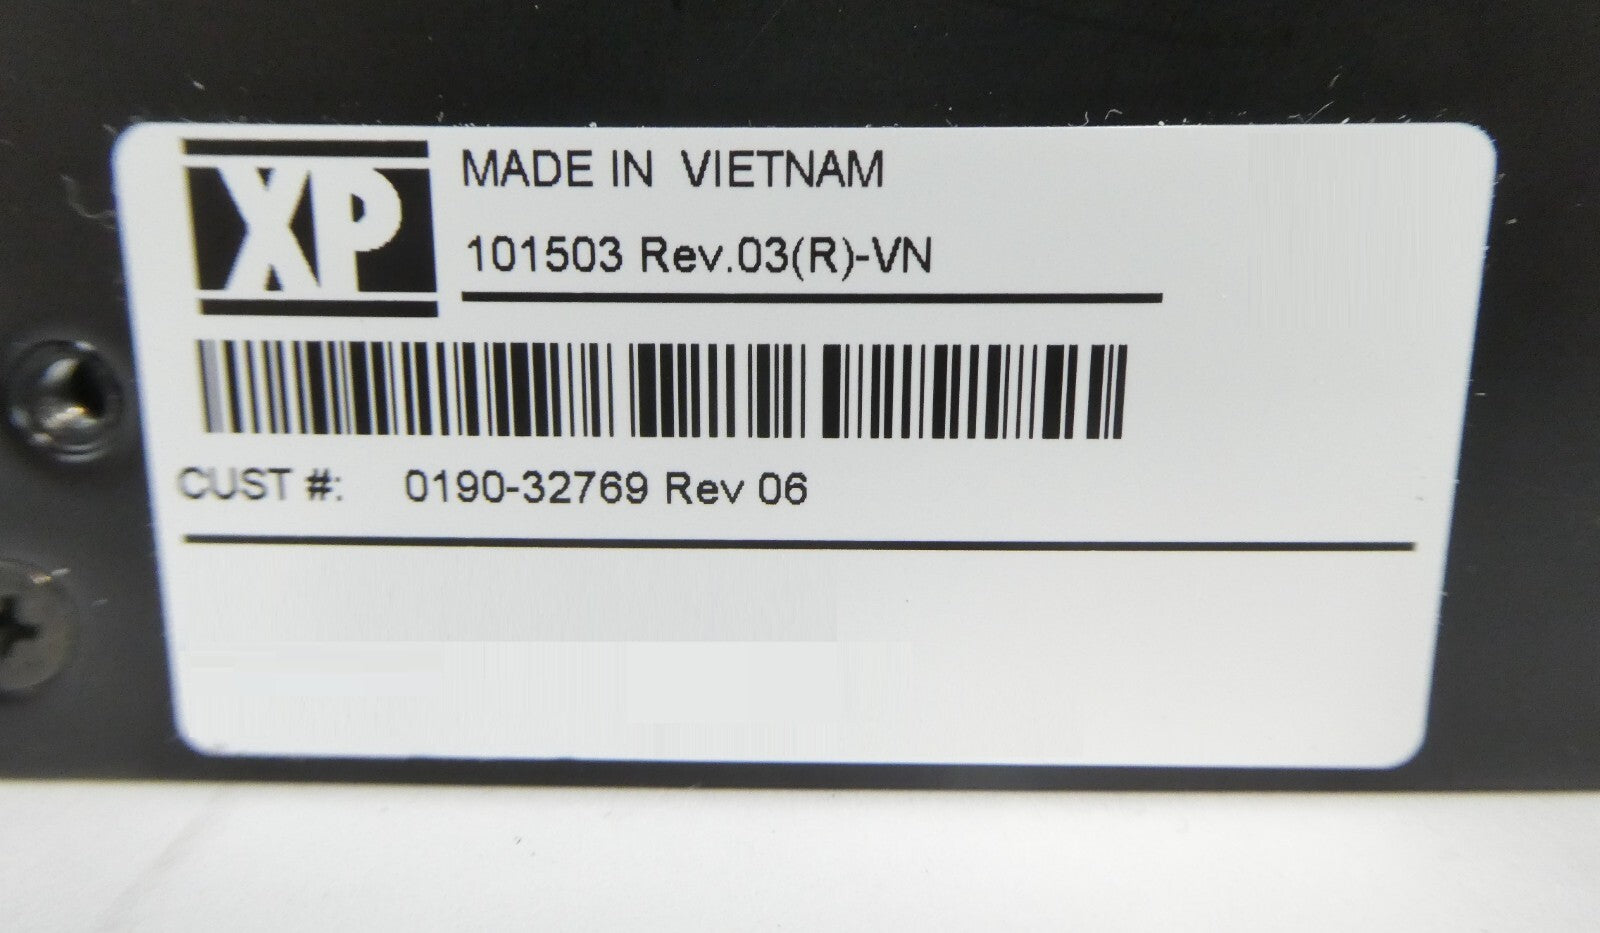 XP
MADE IN VIETNAM
101503 Rev.03(R)-VN
CUST #: 0190-32769 Rev 06